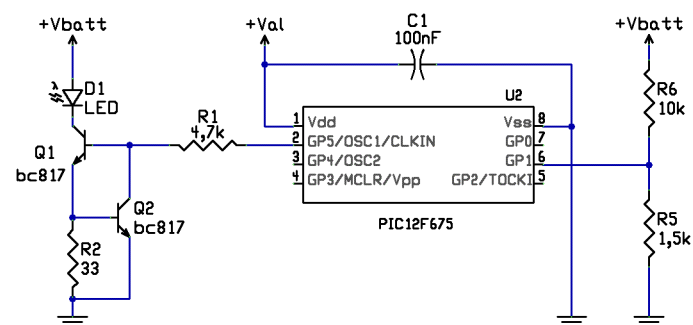 +Vbatt
+Val
C1
100nF
+Vbatt
λ
D1
LED
R1
4,7k
U2
R6
10k
1 Vdd
Vss 8
2 GP5/OSC1/CLKIN
GP0 7
3 GP4/OSC2
GP1 6
4 GP3/MCLR/Vpp
GP2/TOCKI 5
Q1
bc817
Q2
bc817
PIC12F675
R5
1,5k
R2
33